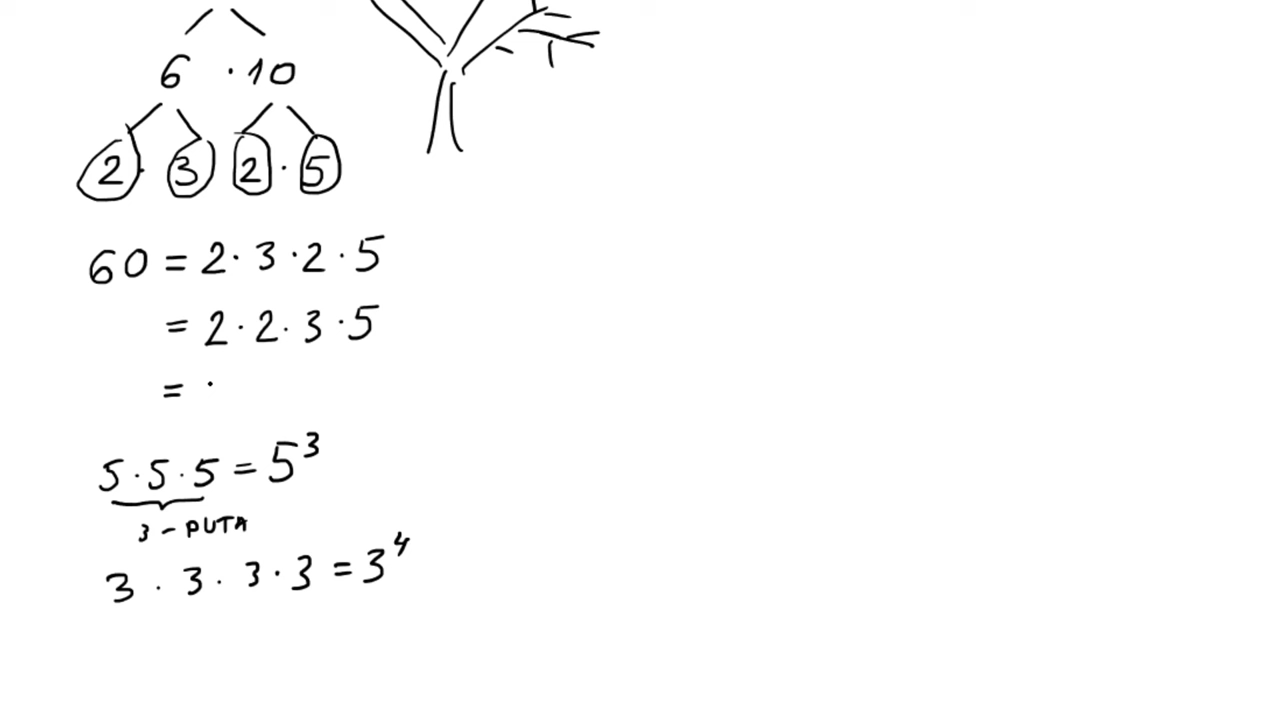 6 · 10
2 · 3 2 · 5
60 = 2 · 3 · 2 · 5
= 2 · 2 · 3 · 5
= ·
5 · 5 · 5 = 5³
3 - PUTA
3 · 3 · 3 · 3 = 3⁴